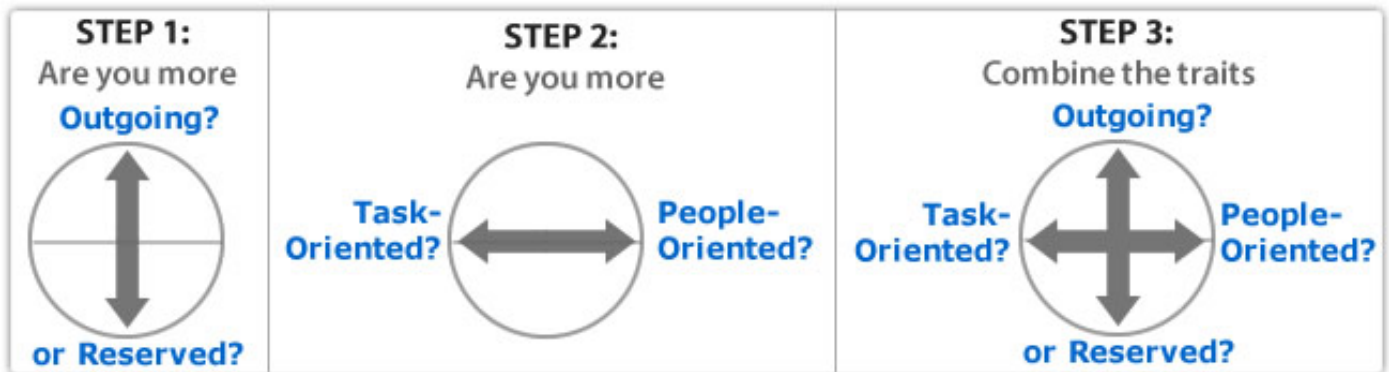 STEP 1:
Are you more
Outgoing?
or Reserved?
STEP 2:
Are you more
Task-
Oriented?
People-
Oriented?
STEP 3:
Combine the traits
Outgoing?
Task-
Oriented?
People-
Oriented?
or Reserved?